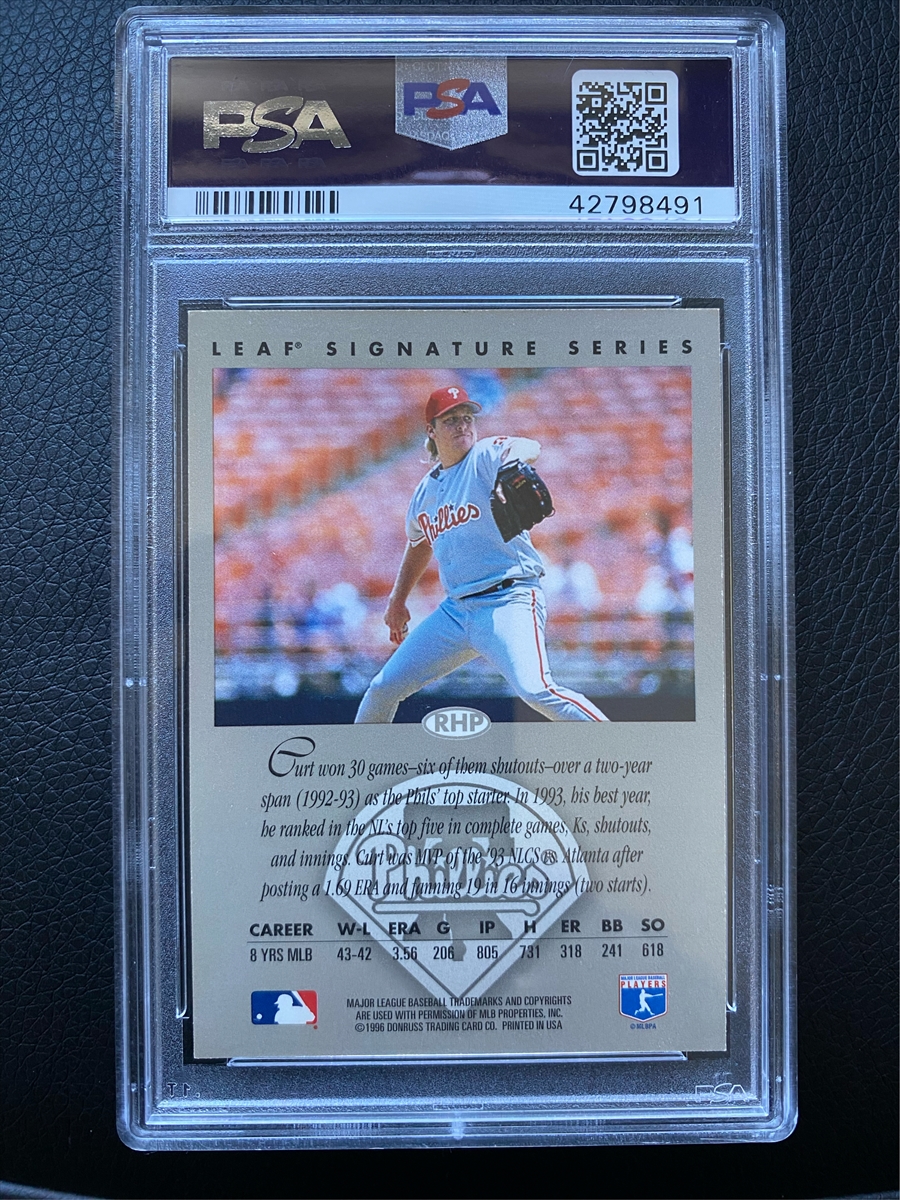 PSA
PSA
42798491
LEAF® SIGNATURE SERIES
P
Phillies
RHP
Curt won 30 games–six of them shutouts–over a two-year
span (1992-93) as the Phils' top starter. In 1993, his best year,
he ranked in the NL's top five in complete games, Ks, shutouts,
and innings. Curt was MVP of the '93 NLCS vs. Atlanta after
posting a 1.69 ERA and fanning 19 in 16 innings (two starts).
Phillies
CAREER W-L ERA G IP H ER BB SO
8 YRS MLB 43-42 3.56 206 805 731 318 241 618
MAJOR LEAGUE BASEBALL TRADEMARKS AND COPYRIGHTS
ARE USED WITH PERMISSION OF MLB PROPERTIES, INC.
©1996 DONRUSS TRADING CARD CO. PRINTED IN USA
MAJOR LEAGUE BASEBALL
PLAYERS
©MLBPA
PSA